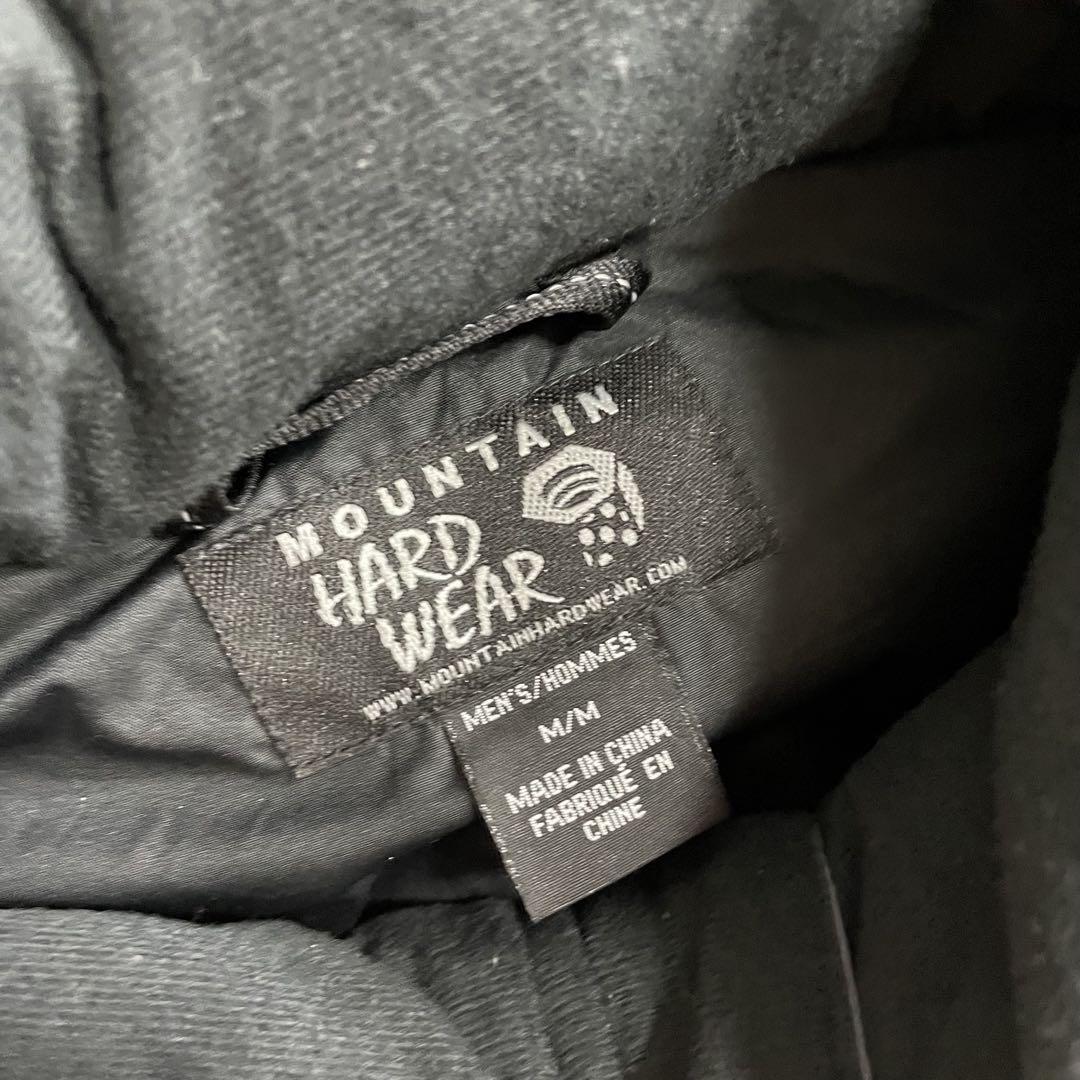 MOUNTAIN
HARD
WEAR
WWW.MOUNTAINHARDWEAR.COM
MEN'S/HOMMES
M/M
MADE IN CHINA
FABRIQUÉ EN
CHINE